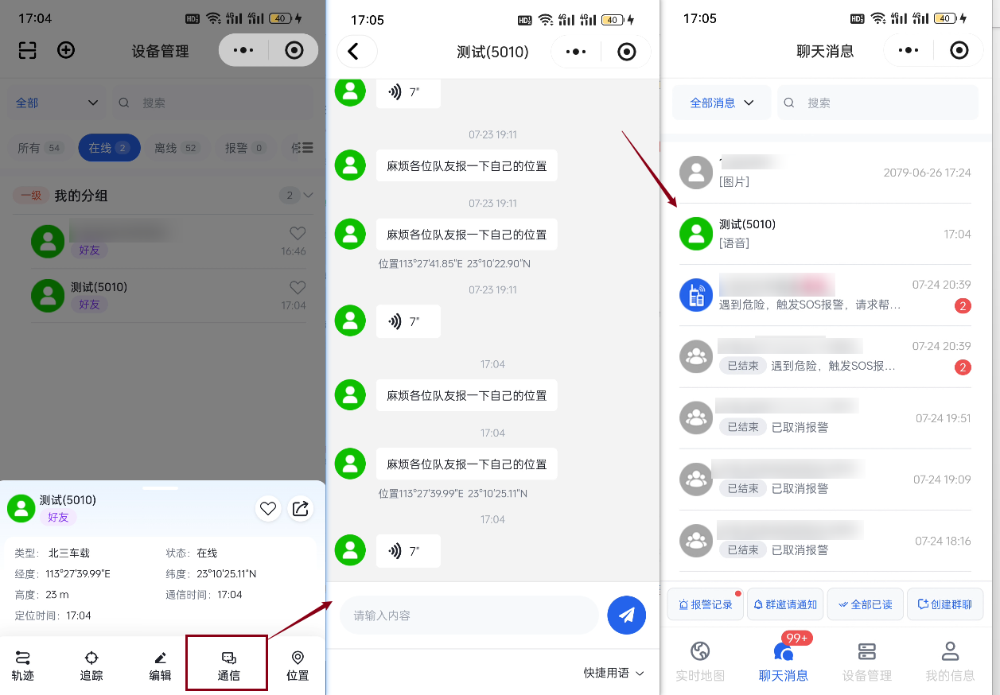 17:04
HD 4G 4G 40
设备管理
全部
搜索
所有 54
在线 2
离线 52
报警 0
一级 我的分组 2
好友 16:46
测试(5010)
好友 17:04
测试(5010)
好友
类型： 北三车载 状态： 在线
经度： 113°27'39.99"E 纬度： 23°10'25.11"N
高度： 23 m 通信时间： 17:04
定位时间： 17:04
轨迹 追踪 编辑 通信 位置
17:05
HD 4G 4G 40
测试(5010)
7"
07-23 19:11
麻烦各位队友报一下自己的位置
07-23 19:11
麻烦各位队友报一下自己的位置
位置113°27'41.85"E 23°10'22.90"N
07-23 19:11
7"
17:04
麻烦各位队友报一下自己的位置
17:04
麻烦各位队友报一下自己的位置
位置113°27'39.99"E 23°10'25.11"N
17:04
7"
请输入内容
快捷用语
17:05
HD 4G 4G 40
聊天消息
全部消息
搜索
[图片] 2079-06-26 17:24
测试(5010)
[语音] 17:04
07-24 20:39
遇到危险，触发SOS报警，请求帮... 2
07-24 20:39
已结束 遇到危险，触发SOS报... 2
07-24 19:51
已结束 已取消报警
07-24 19:09
已结束 已取消报警
07-24 18:16
已结束 已取消报警
报警记录 群邀请通知 全部已读 创建群聊
99+
实时地图 聊天消息 设备管理 我的信息